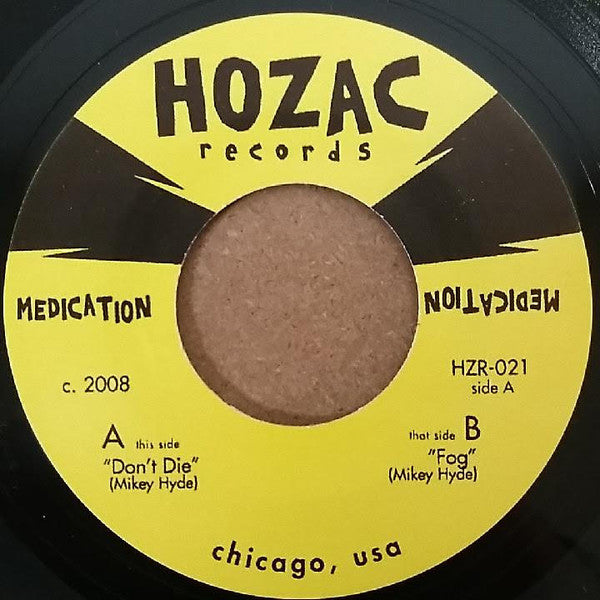 HOZAC
records
MEDICATION
MEDICATION
c. 2008
HZR-021
side A
A this side
"Don't Die"
(Mikey Hyde)
that side B
"Fog"
(Mikey Hyde)
chicago, usa